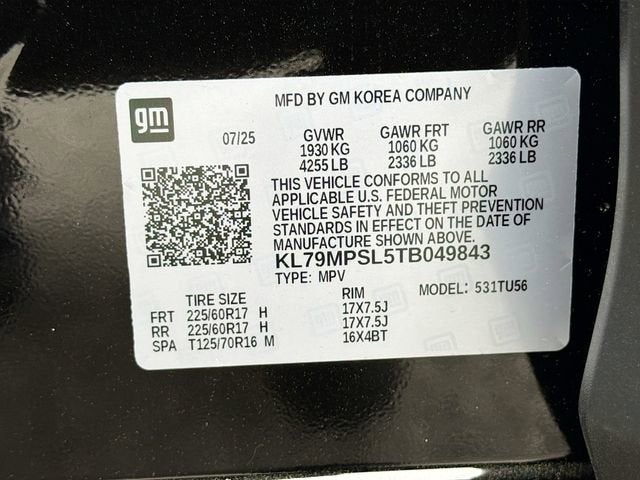 gm
MFD BY GM KOREA COMPANY
07/25
GVWR GAWR FRT GAWR RR
1930 KG 1060 KG 1060 KG
4255 LB 2336 LB 2336 LB
THIS VEHICLE CONFORMS TO ALL
APPLICABLE U.S. FEDERAL MOTOR
VEHICLE SAFETY AND THEFT PREVENTION
STANDARDS IN EFFECT ON THE DATE OF
MANUFACTURE SHOWN ABOVE.
KL79MPSL5TB049843
TYPE: MPV
MODEL: 531TU56
TIRE SIZE RIM
FRT 225/60R17 H 17X7.5J
RR 225/60R17 H 17X7.5J
SPA T125/70R16 M 16X4BT